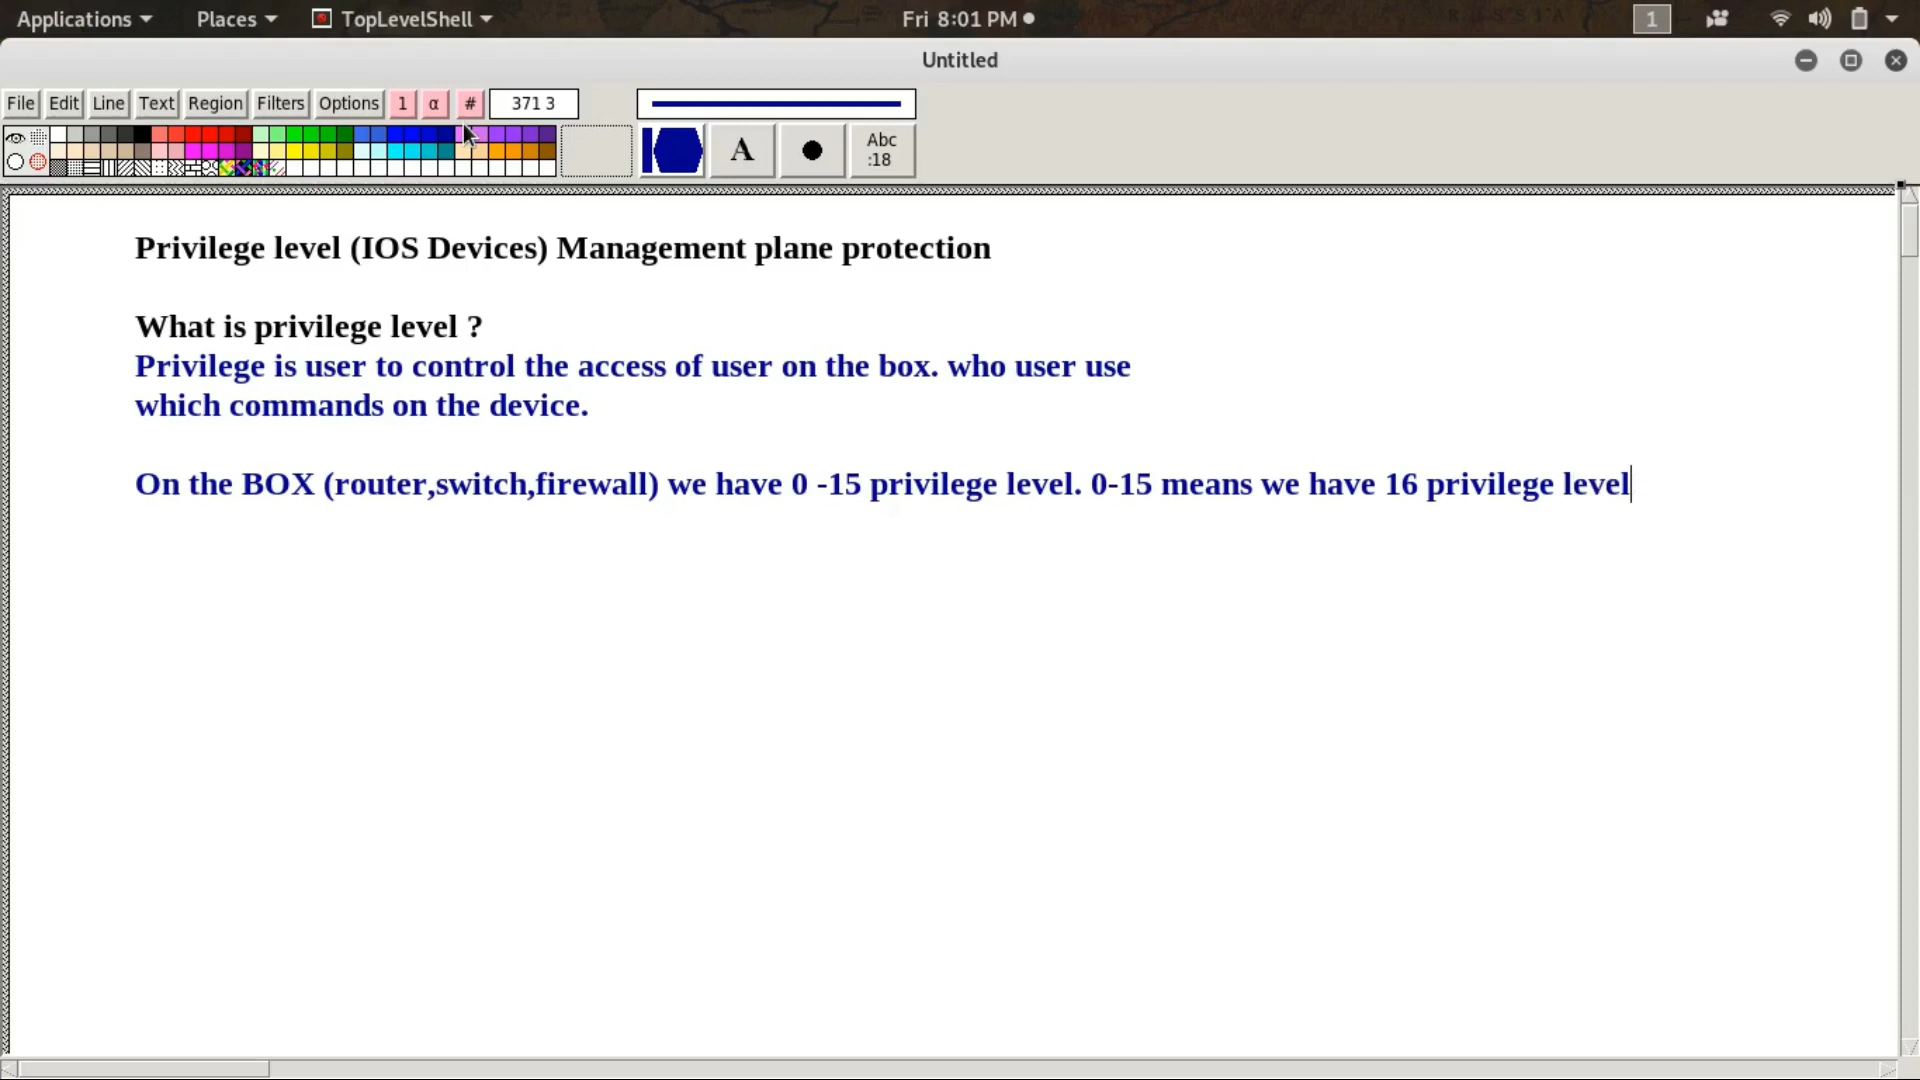 Applications Places TopLevelShell Fri 8:01 PM 1
Untitled
File Edit Line Text Region Filters Options 1 α # 371 3
A Abc
:18
Privilege level (IOS Devices) Management plane protection
What is privilege level ?
Privilege is user to control the access of user on the box. who user use
which commands on the device.
On the BOX (router,switch,firewall) we have 0 -15 privilege level. 0-15 means we have 16 privilege level